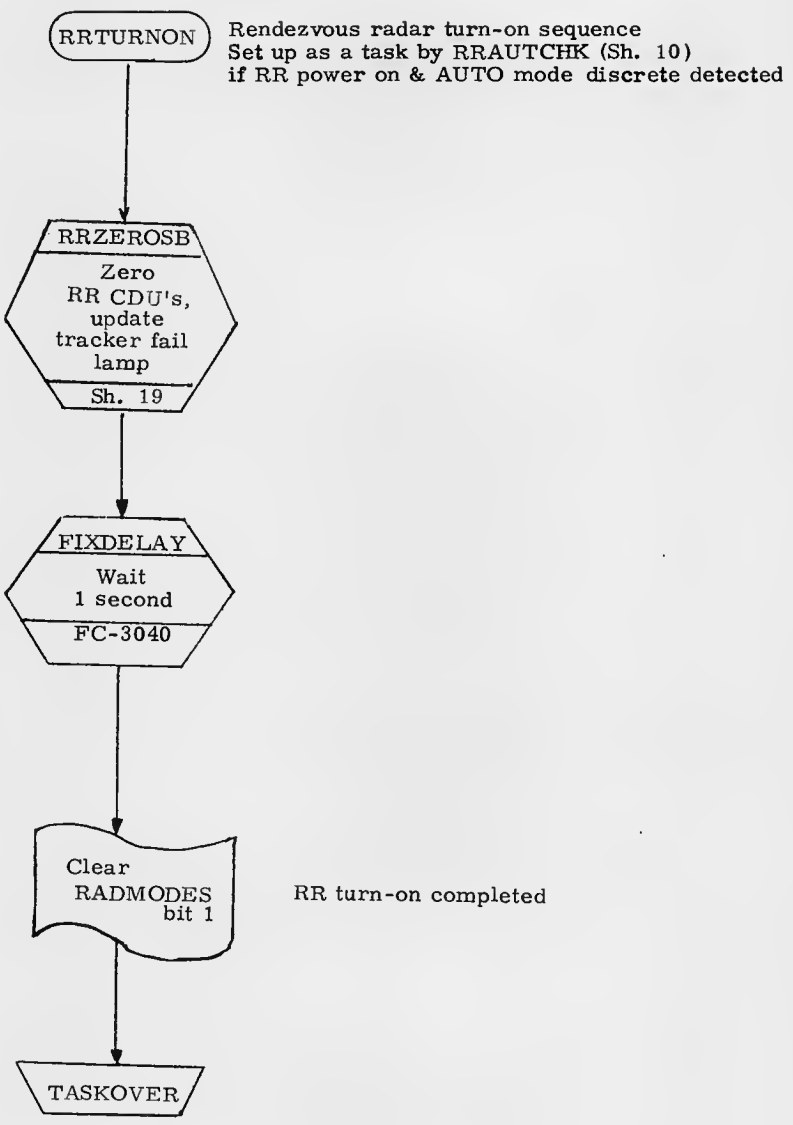 RRTURNON
Rendezvous radar turn-on sequence
Set up as a task by RRAUTCHK (Sh. 10)
if RR power on & AUTO mode discrete detected
RRZEROSB
Zero
RR CDU's,
update
tracker fail
lamp
Sh. 19
FIXDELAY
Wait
1 second
FC-3040
Clear
RADMODES
bit 1
RR turn-on completed
TASKOVER